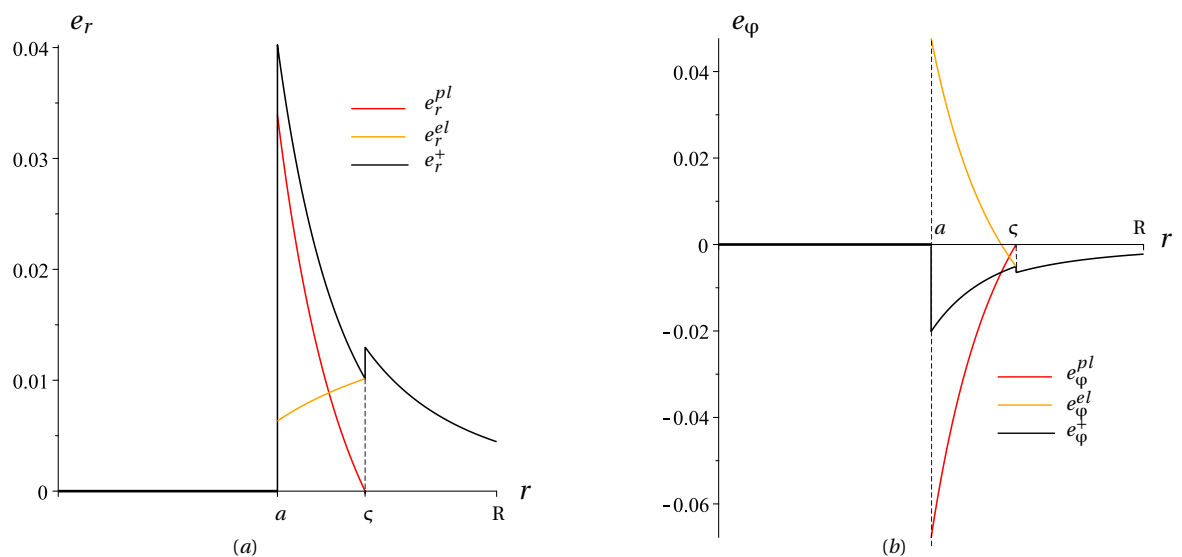 e_r
0.04
0.03
0.02
0.01
0
e_r^{pl}
e_r^{el}
e_r^+
a
ς
R
r
(a)
e_φ
0.04
0.02
0
-0.02
-0.04
-0.06
a
ς
R
r
e_φ^{pl}
e_φ^{el}
e_φ^+
(b)